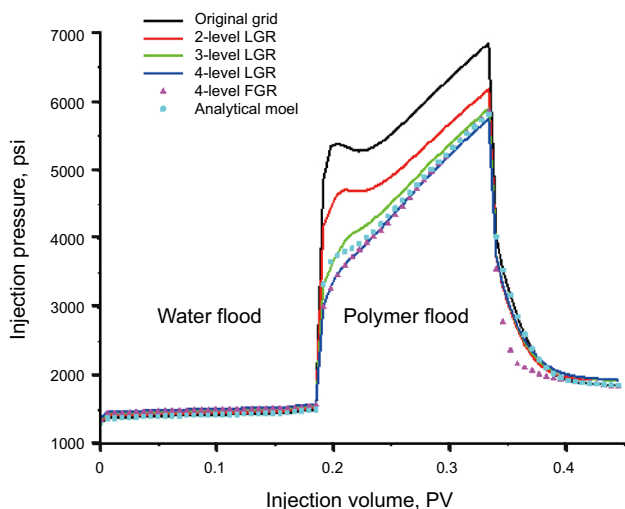 Original grid
2-level LGR
3-level LGR
4-level LGR
4-level FGR
Analytical moel
Injection pressure, psi
7000
6000
5000
4000
3000
2000
1000
Water flood
Polymer flood
0
0.1
0.2
0.3
0.4
Injection volume, PV